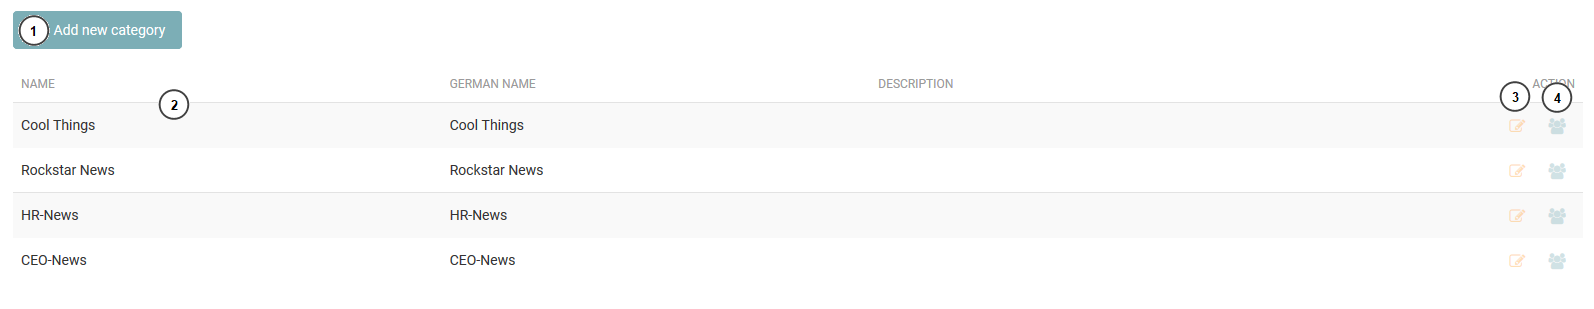 1 Add new category
NAME GERMAN NAME DESCRIPTION ACTION
2 3 4
Cool Things Cool Things
Rockstar News Rockstar News
HR-News HR-News
CEO-News CEO-News